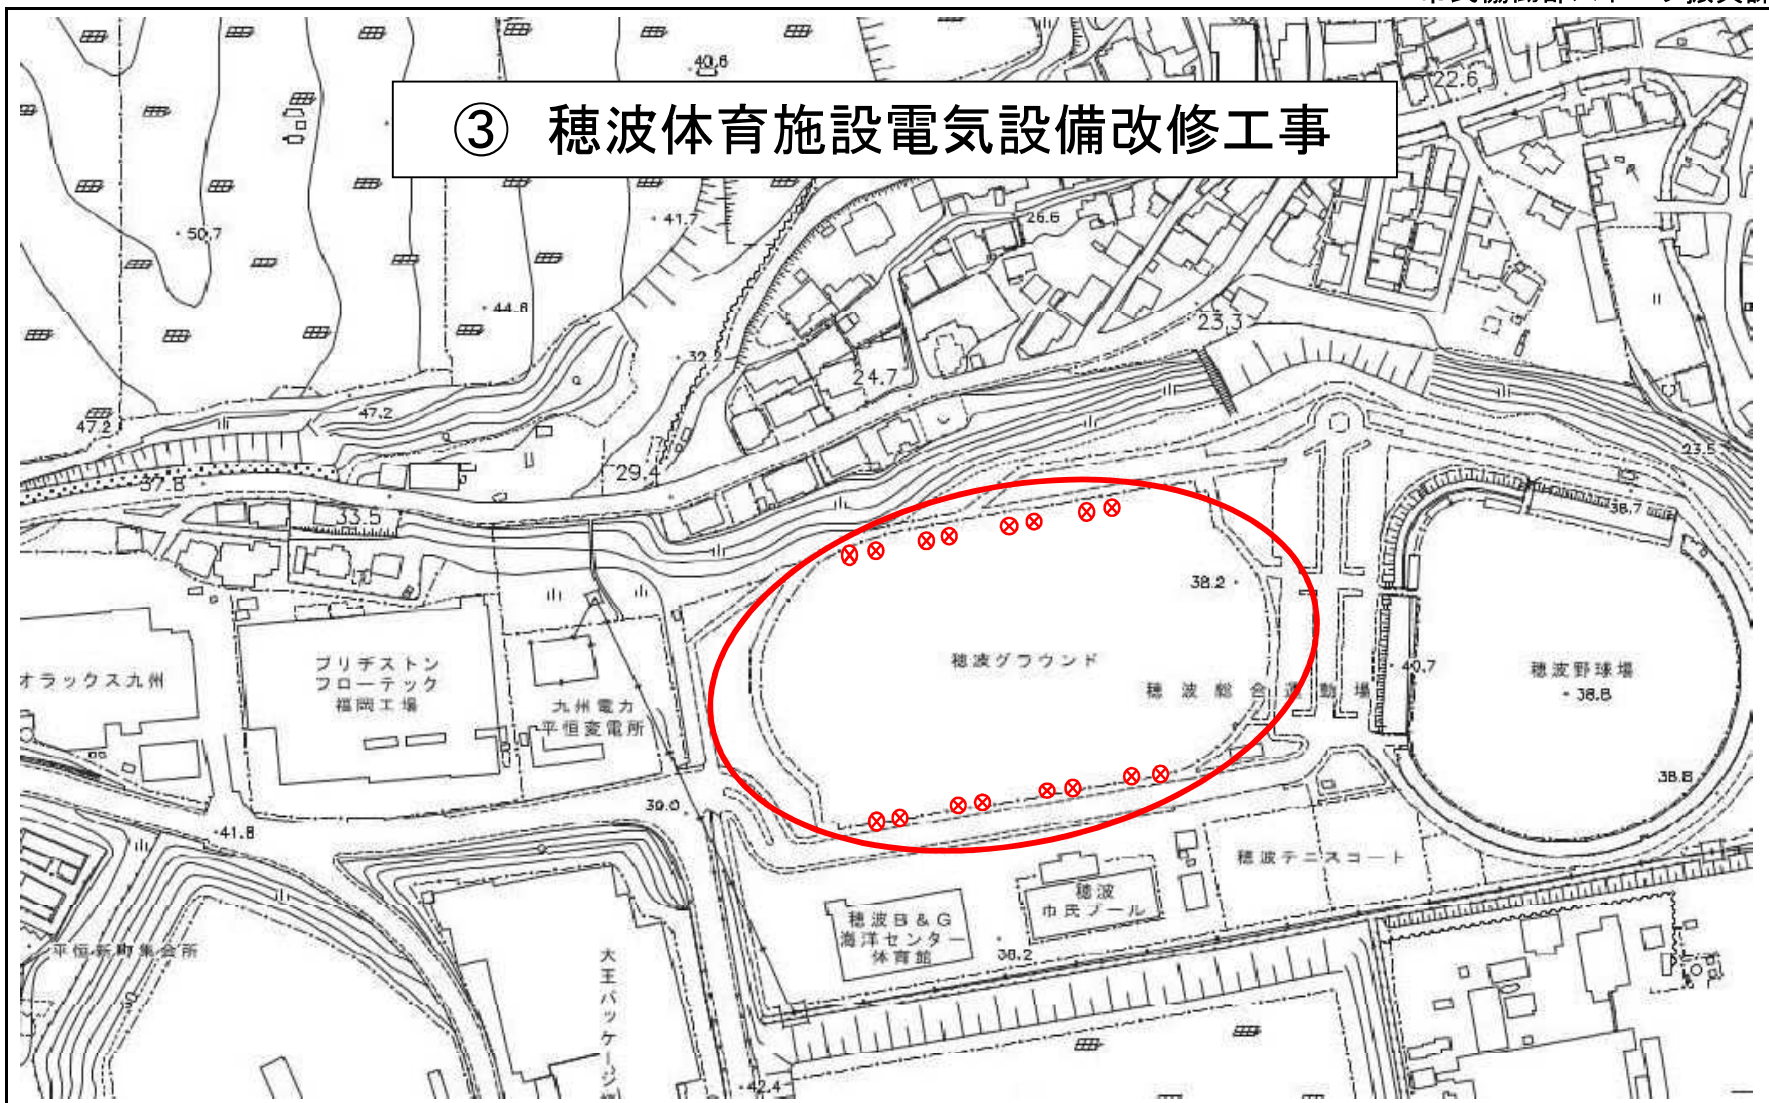 ③ 穂波体育施設電気設備改修工事
40.6
22.6
50.7
41.7
26.6
44.8
23.3
32.2
24.7
47.2
47.2
29.4
23.5
37.8
33.5
38.7
38.2
穂波グラウンド
40.7
穂波野球場
38.8
穂波総合運動場
オラックス九州
ブリヂストン
フローテック
福岡工場
九州電力
平恒変電所
38.8
39.0
41.8
穂波テニスコート
穂波
市民プール
穂波B&G
海洋センター
体育館
38.2
平恒新町集会所
大王パッケージ
42.4